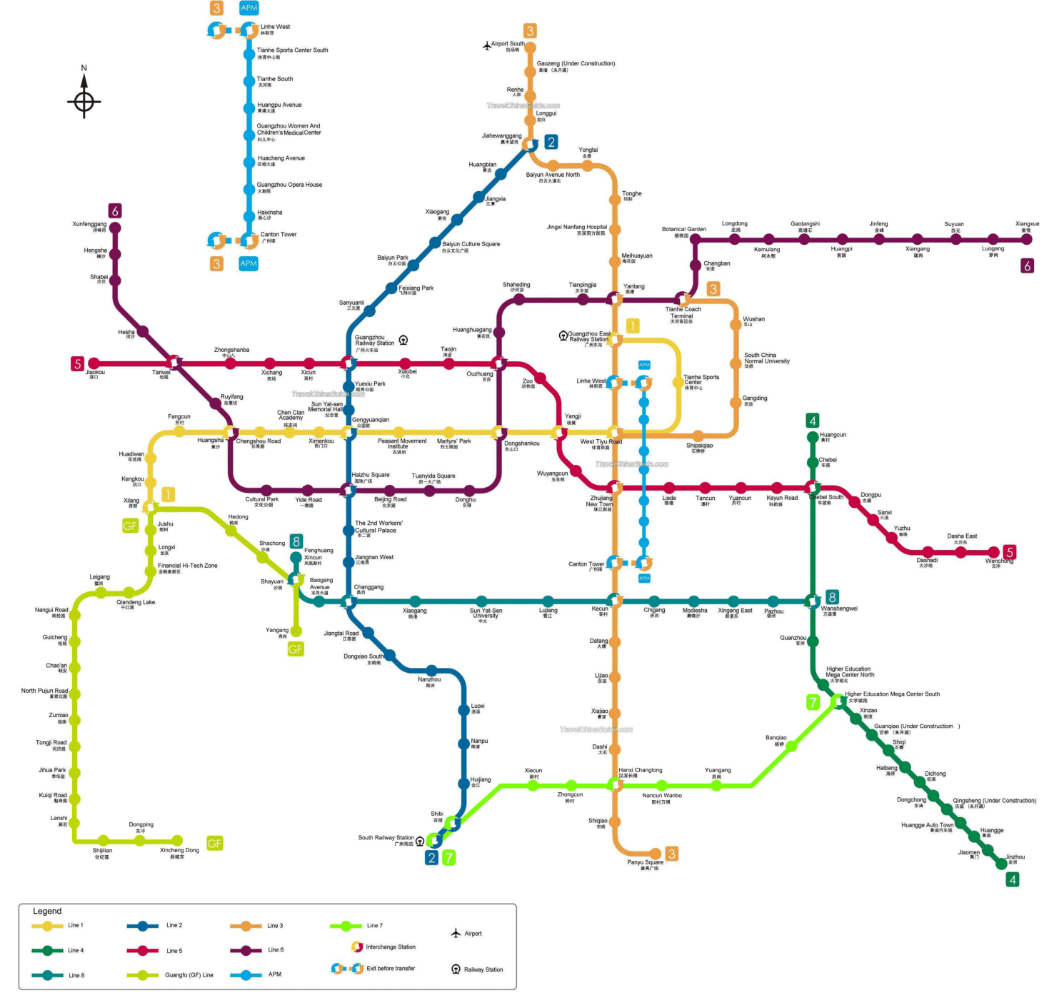 3
APM
Linhe West
林和西
Tianhe Sports Center South
体育中心南
Tianhe South
天河南
Huangpu Avenue
黄埔大道
Guangzhou Women And
Children's Medical Center
妇儿中心
Huacheng Avenue
花城大道
Guangzhou Opera House
大剧院
Haixinsha
海心沙
Canton Tower
广州塔
3
APM
N
3
Airport South
机场南
Gaozeng (Under Construction)
Renhe
人和
TravelChinaGuide.com
Longgui
龙归
Jiahewanggang
嘉禾望岗
2
Yongtai
永泰
Baiyun Avenue North
白云大道北
Huangbian
黄边
Jiangxia
江夏
Xiaogang
Baiyun Culture Square
白云文化广场
Baiyun Park
白云公园
Feixiang Park
飞翔公园
Sanyuanli
三元里
Tonghe
同和
Jingxi Nanfang Hospital
京溪南方医院
Meihuayuan
梅花园
Yantang
燕塘
6
Xunfenggang
浔峰岗
Hengsha
横沙
Shabei
沙贝
Hesha
河沙
Botanical Garden
植物园
Longdong
龙洞
Kemulang
柯木塱
Gaotangshi
高塘石
Huangpi
黄陂
Jinfeng
金峰
Xiangang
暹岗
Suyuan
苏元
Luogang
萝岗
Xiangxue
香雪
6
Changban
长湴
Shaheding
沙河顶
Tianpingjia
天平架
Tianhe Coach
Terminal
天河客运站
3
Wushan
五山
South China
Normal University
华师
Gangding
岗顶
Shipaiqiao
石牌桥
Huanghuagang
黄花岗
Guangzhou East
Railway Station
广州东站
1
Guangzhou
Railway Station
广州火车站
5
Jiaokou
滘口
Tanwei
坦尾
Zhongshanba
中山八
Xichang
西场
Xicun
西村
Xiaobei
小北
Taojin
淘金
Ouzhuang
区庄
Zoo
动物园
Linhe West
林和西
APM
Tianhe Sports
Center
体育中心
Yuexiu Park
越秀公园
TravelChinaGuide.com
Sun Yat-sen
Memorial Hall
纪念堂
Ruyifang
如意坊
Fengcun
芳村
Huangsha
黄沙
Changshou Road
长寿路
Chen Clan
Academy
陈家祠
Ximenkou
西门口
Gongyuanqian
公园前
Peasant Movement
Institute
农讲所
Martyrs' Park
烈士陵园
Dongshankou
东山口
Yangji
杨箕
West Tiyu Road
体育西路
TravelChinaGuide.com
4
Huangcun
黄村
Chebei
车陂
Huadiwan
花地湾
Kengkou
坑口
1
Xilang
西塱
GF
Haizhu Square
海珠广场
Cultural Park
文化公园
Yide Road
一德路
Beijing Road
北京路
Tuanyida Square
团一大广场
Donghu
东湖
Wuyangcun
五羊邨
Zhujiang
New Town
珠江新城
Liede
猎德
Tancun
潭村
Yuancun
员村
Keyun Road
科韵路
Chebei South
车陂南
Dongpu
东圃
Sanxi
三溪
Yuzhu
鱼珠
Dashadi
大沙地
Dasha East
大沙东
Wenchong
文冲
5
Jushu
菊树
Longxi
龙溪
Financial Hi-Tech Zone
金融高新区
Hedong
鹤洞
Shachong
沙涌
8
Fenghuang
Xincun
凤凰新村
Shayuan
沙园
Baogang
Avenue
宝岗大道
The 2nd Workers'
Cultural Palace
市二宫
Jiangnan West
江南西
Changgang
昌岗
Canton Tower
广州塔
APM
Leigang
Qiandeng Lake
千灯湖
Yangang
燕岗
GF
Xiaogang
晓港
Sun Yat-Sen
University
中大
Lujiang
鹭江
Kecun
客村
Chigang
赤岗
Modiesha
磨碟沙
Xingang East
新港东
Pazhou
琶洲
8
Wanshengwei
万胜围
Nangui Road
南桂路
Guicheng
桂城
Chao'an
朝安
North Pujun Road
普君北路
Zumiao
祖庙
Tongji Road
同济路
Jihua Park
季华园
Kuiqi Road
魁奇路
Lanshi
澜石
Shijilian
世纪莲
Dongping
东平
Xincheng Dong
新城东
GF
Jiangtai Road
江泰路
Dongxiao South
东晓南
Nanzhou
南洲
Luoxi
洛溪
Nanpu
南浦
Huijiang
会江
Shibi
石壁
South Railway Station
广州南站
2
7
Datang
大塘
Lijiao
沥滘
Xiajiao
厦滘
TravelChinaGuide.com
Dashi
大石
Hanxi Changlong
汉溪长隆
Xiecun
谢村
Zhongcun
钟村
Nancun Wanbo
南村万博
Yuangang
员岗
Banqiao
板桥
Shiqiao
市桥
Panyu Square
番禺广场
3
Guanzhou
官洲
Higher Education
Mega Center North
大学城北
7
Higher Education Mega Center South
大学城南
Xinzao
新造
Guanqiao (Under Construction )
Shiqi
石碁
Haibang
海傍
Dicheng
低涌
Dongchong
东涌
Qingsheng (Under Construction)
Huangge Auto Town
黄阁汽车城
Huangge
黄阁
Jiaomen
蕉门
Jinzhou
金洲
4
Legend
Line 1
Line 2
Line 3
Line 7
Airport
Line 4
Line 5
Line 6
Interchange Station
Line 8
Guangfo (GF) Line
APM
Exit before transfer
Railway Station